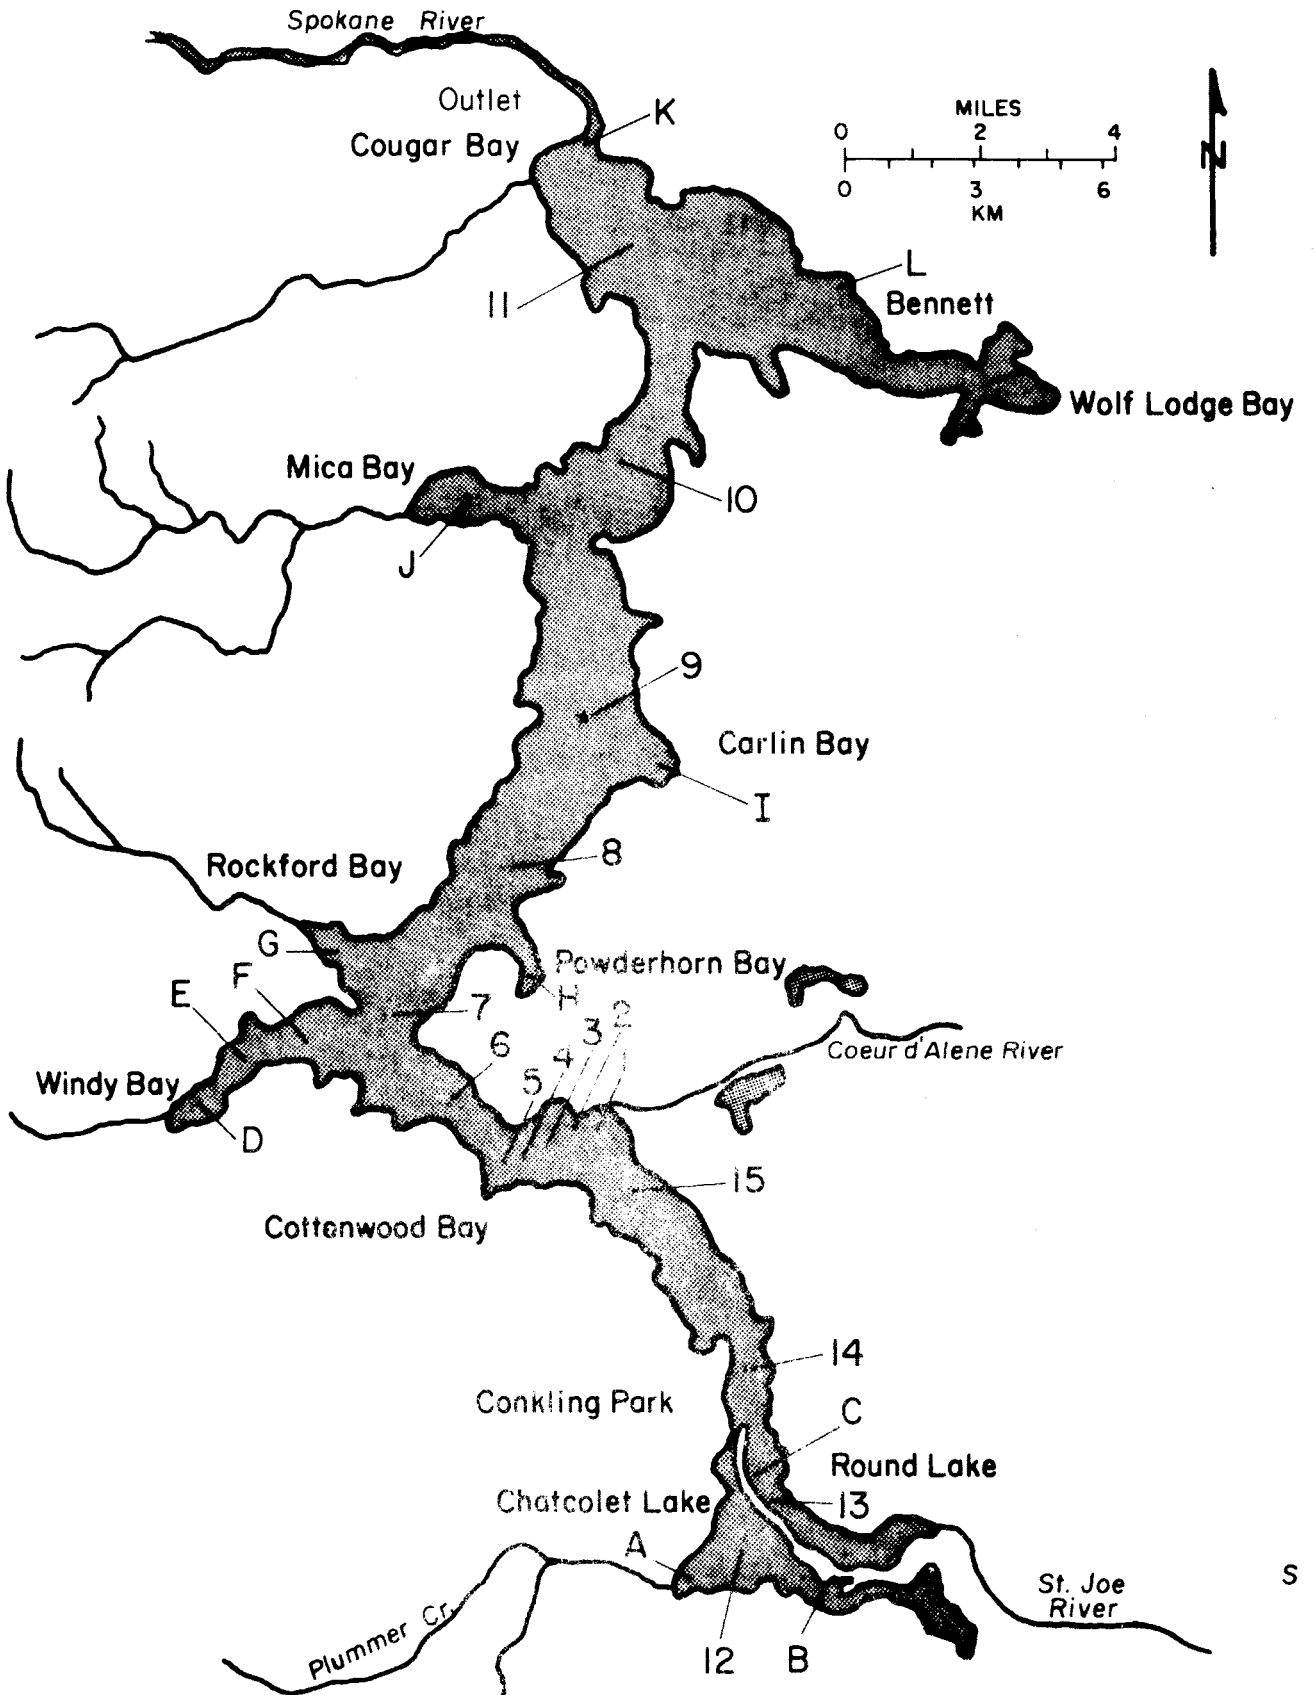 Spokane River
Outlet
K
Cougar Bay
MILES
0 2 4
0 3 6
KM
N
L
11
Bennett
Wolf Lodge Bay
Mica Bay
10
J
9
Carlin Bay
I
8
Rockford Bay
G
Powderhorn Bay
H
F
E
7
6
5
4
3
2
1
Coeur d'Alene River
Windy Bay
D
15
Cottonwood Bay
14
Conkling Park
C
Round Lake
Chatcolet Lake
13
A
S
St. Joe
River
Plummer Cr.
12
B